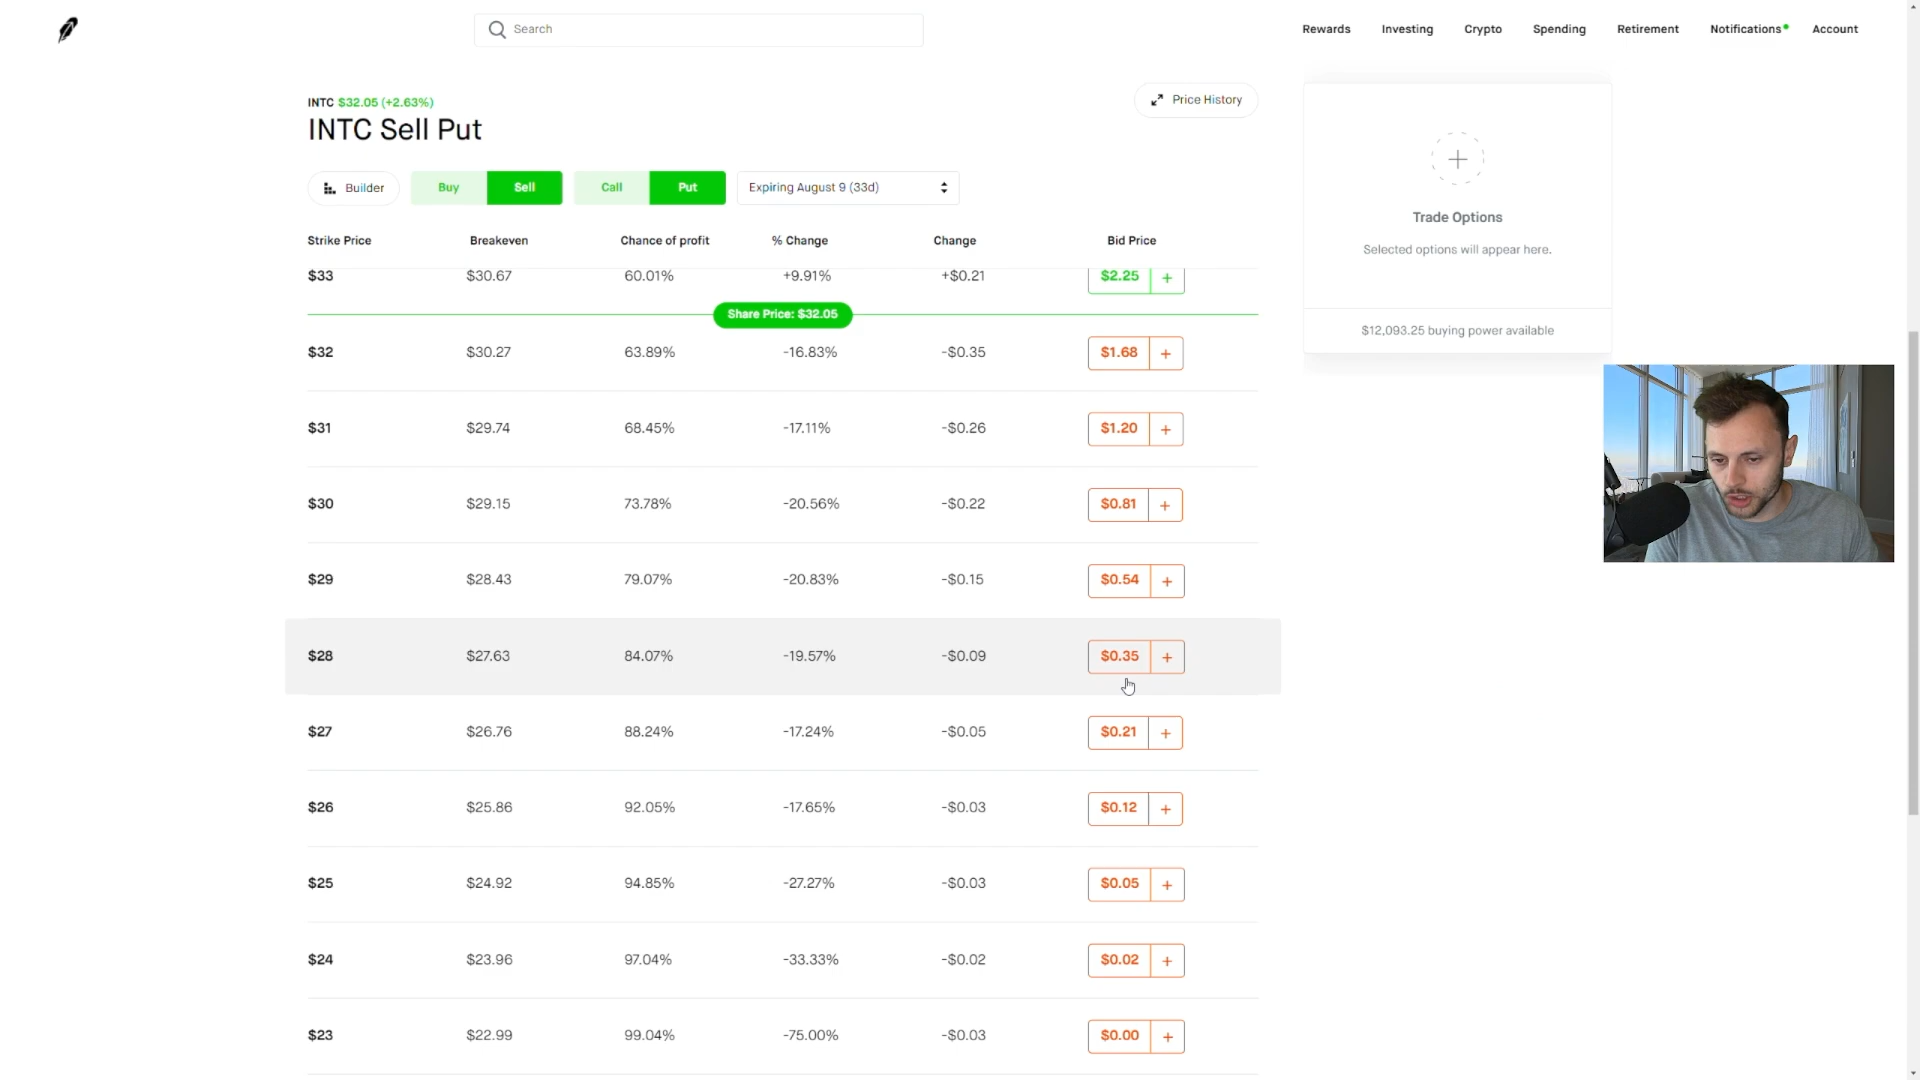 Search
Rewards Investing Crypto Spending Retirement Notifications Account
INTC $32.05 (+2.63%)
INTC Sell Put
Price History
Builder Buy Sell Call Put Expiring August 9 (33d)
Strike Price Breakeven Chance of profit % Change Change Bid Price
$33 $30.67 60.01% +9.91% +$0.21 $2.25 +
Share Price: $32.05
$32 $30.27 63.89% -16.83% -$0.35 $1.68 +
$31 $29.74 68.45% -17.11% -$0.26 $1.20 +
$30 $29.15 73.78% -20.56% -$0.22 $0.81 +
$29 $28.43 79.07% -20.83% -$0.15 $0.54 +
$28 $27.63 84.07% -19.57% -$0.09 $0.35 +
$27 $26.76 88.24% -17.24% -$0.05 $0.21 +
$26 $25.86 92.05% -17.65% -$0.03 $0.12 +
$25 $24.92 94.85% -27.27% -$0.03 $0.05 +
$24 $23.96 97.04% -33.33% -$0.02 $0.02 +
$23 $22.99 99.04% -75.00% -$0.03 $0.00 +
Trade Options
Selected options will appear here.
$12,093.25 buying power available